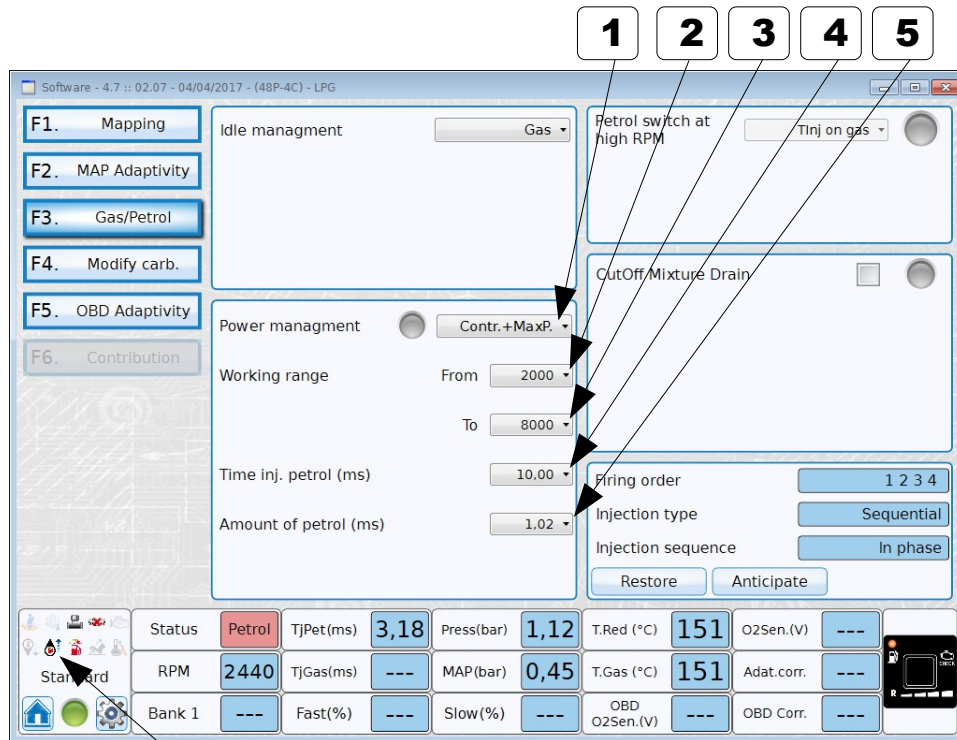 1 2 3 4 5
Software - 4.7 :: 02.07 - 04/04/2017 - (48P-4C) - LPG
F1. Mapping
F2. MAP Adaptivity
F3. Gas/Petrol
F4. Modify carb.
F5. OBD Adaptivity
F6. Contribution
Idle managment Gas
Power managment Contr.+MaxP.
Working range From 2000
To 8000
Time inj. petrol (ms) 10,00
Amount of petrol (ms) 1,02
Petrol switch at
high RPM
TInj on gas
CutOff Mixture Drain
Firing order 1 2 3 4
Injection type Sequential
Injection sequence In phase
Restore Anticipate
Standard
Status Petrol TjPet(ms) 3,18 Press(bar) 1,12 T.Red (°C) 151 O2Sen.(V) ---
RPM 2440 TjGas(ms) --- MAP(bar) 0,45 T.Gas (°C) 151 Adat.corr. ---
Bank 1 --- Fast(%) --- Slow(%) --- OBD O2Sen.(V) --- OBD Corr. ---
CHECK
R